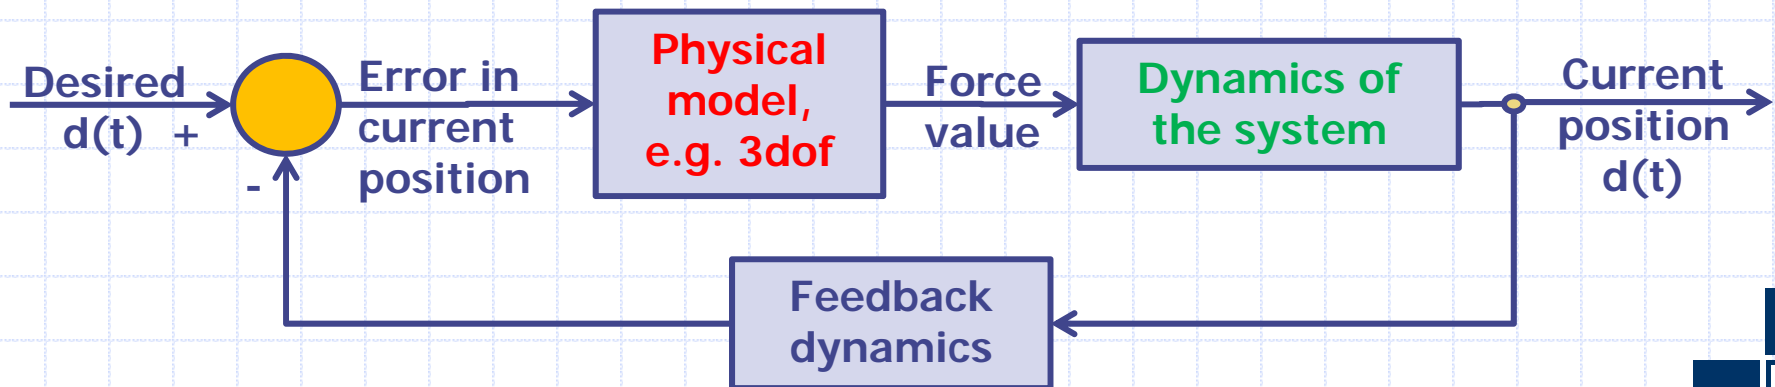 Desired
d(t) +
-
Error in
current
position
Physical
model,
e.g. 3dof
Force
value
Dynamics of
the system
Current
position
d(t)
Feedback
dynamics